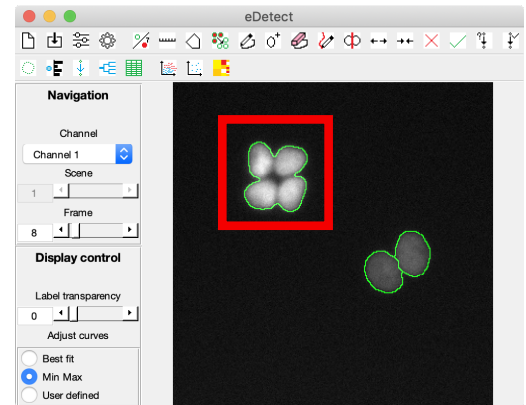 eDetect
Navigation
Channel
Channel 1
Scene
1
Frame
8
Display control
Label transparency
0
Adjust curves
Best fit
Min Max
User defined